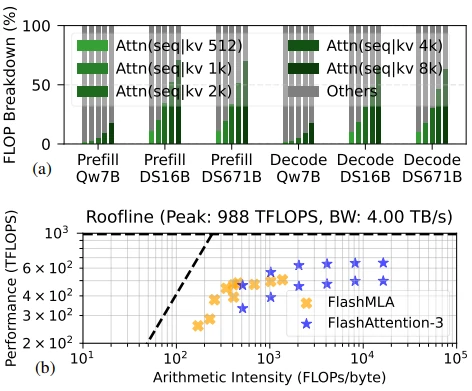 FLOP Breakdown (%)
100
50
0
Attn(seq|kv 512)
Attn(seq|kv 1k)
Attn(seq|kv 2k)
Attn(seq|kv 4k)
Attn(seq|kv 8k)
Others
Prefill Qw7B
Prefill DS16B
Prefill DS671B
Decode Qw7B
Decode DS16B
Decode DS671B
(a)
Roofline (Peak: 988 TFLOPS, BW: 4.00 TB/s)
Performance (TFLOPS)
10³
6 × 10²
4 × 10²
3 × 10²
2 × 10²
FlashMLA
FlashAttention-3
10¹ 10² 10³ 10⁴ 10⁵
Arithmetic Intensity (FLOPs/byte)
(b)